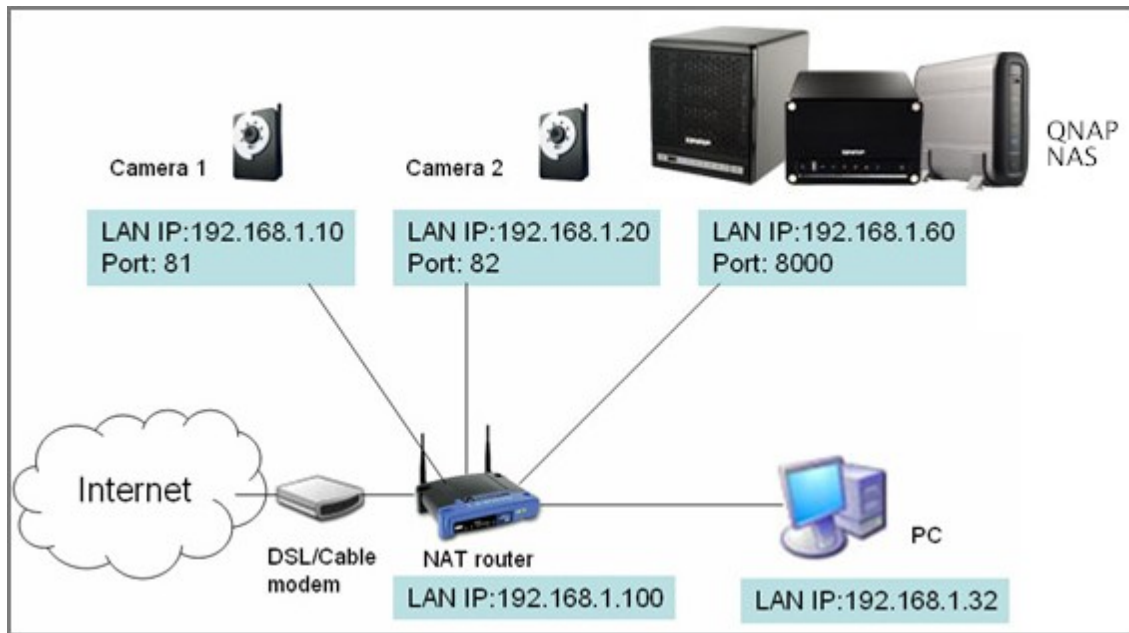 QNAP
NAS
Camera 1
Camera 2
LAN IP:192.168.1.10
Port: 81
LAN IP:192.168.1.20
Port: 82
LAN IP:192.168.1.60
Port: 8000
Internet
DSL/Cable
modem
NAT router
LAN IP:192.168.1.100
PC
LAN IP:192.168.1.32